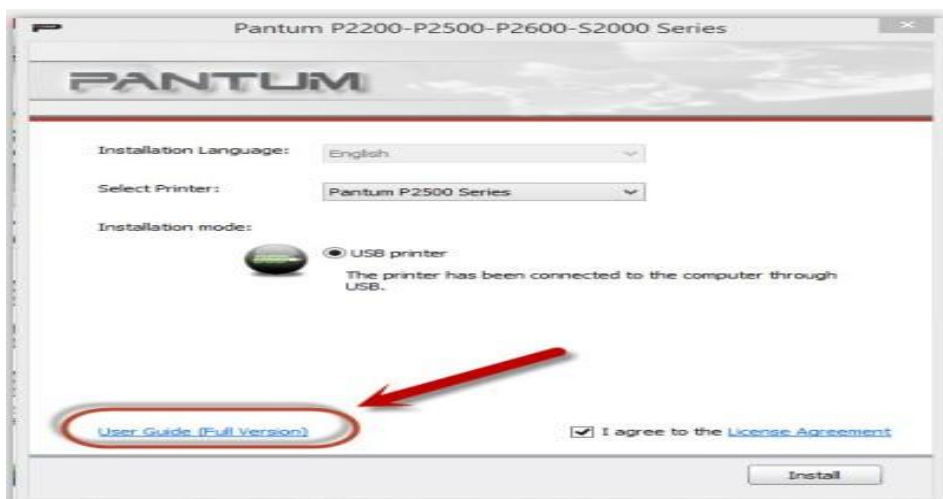 Pantum P2200-P2500-P2600-S2000 Series
PANTUM
Installation Language: English
Select Printer: Pantum P2500 Series
Installation mode:
USB printer
The printer has been connected to the computer through
USB.
User Guide (Full Version)
I agree to the License Agreement
Install